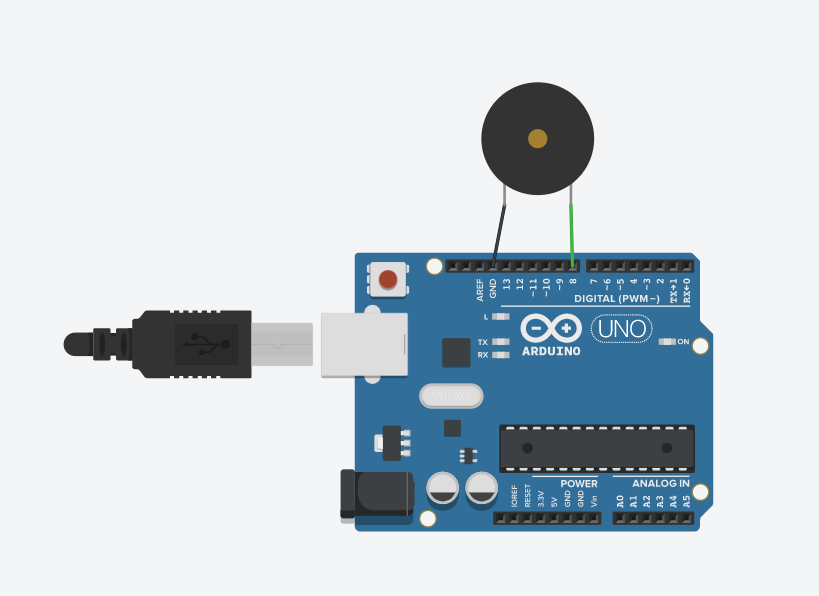 AREF
GND
13
12
~11
~10
~9
8
7
~6
~5
4
~3
2
TX→1
RX←0
DIGITAL (PWM~)
L
TX
RX
UNO
ARDUINO
ON
POWER
ANALOG IN
IOREF
RESET
3.3V
5V
GND
GND
Vin
A0
A1
A2
A3
A4
A5